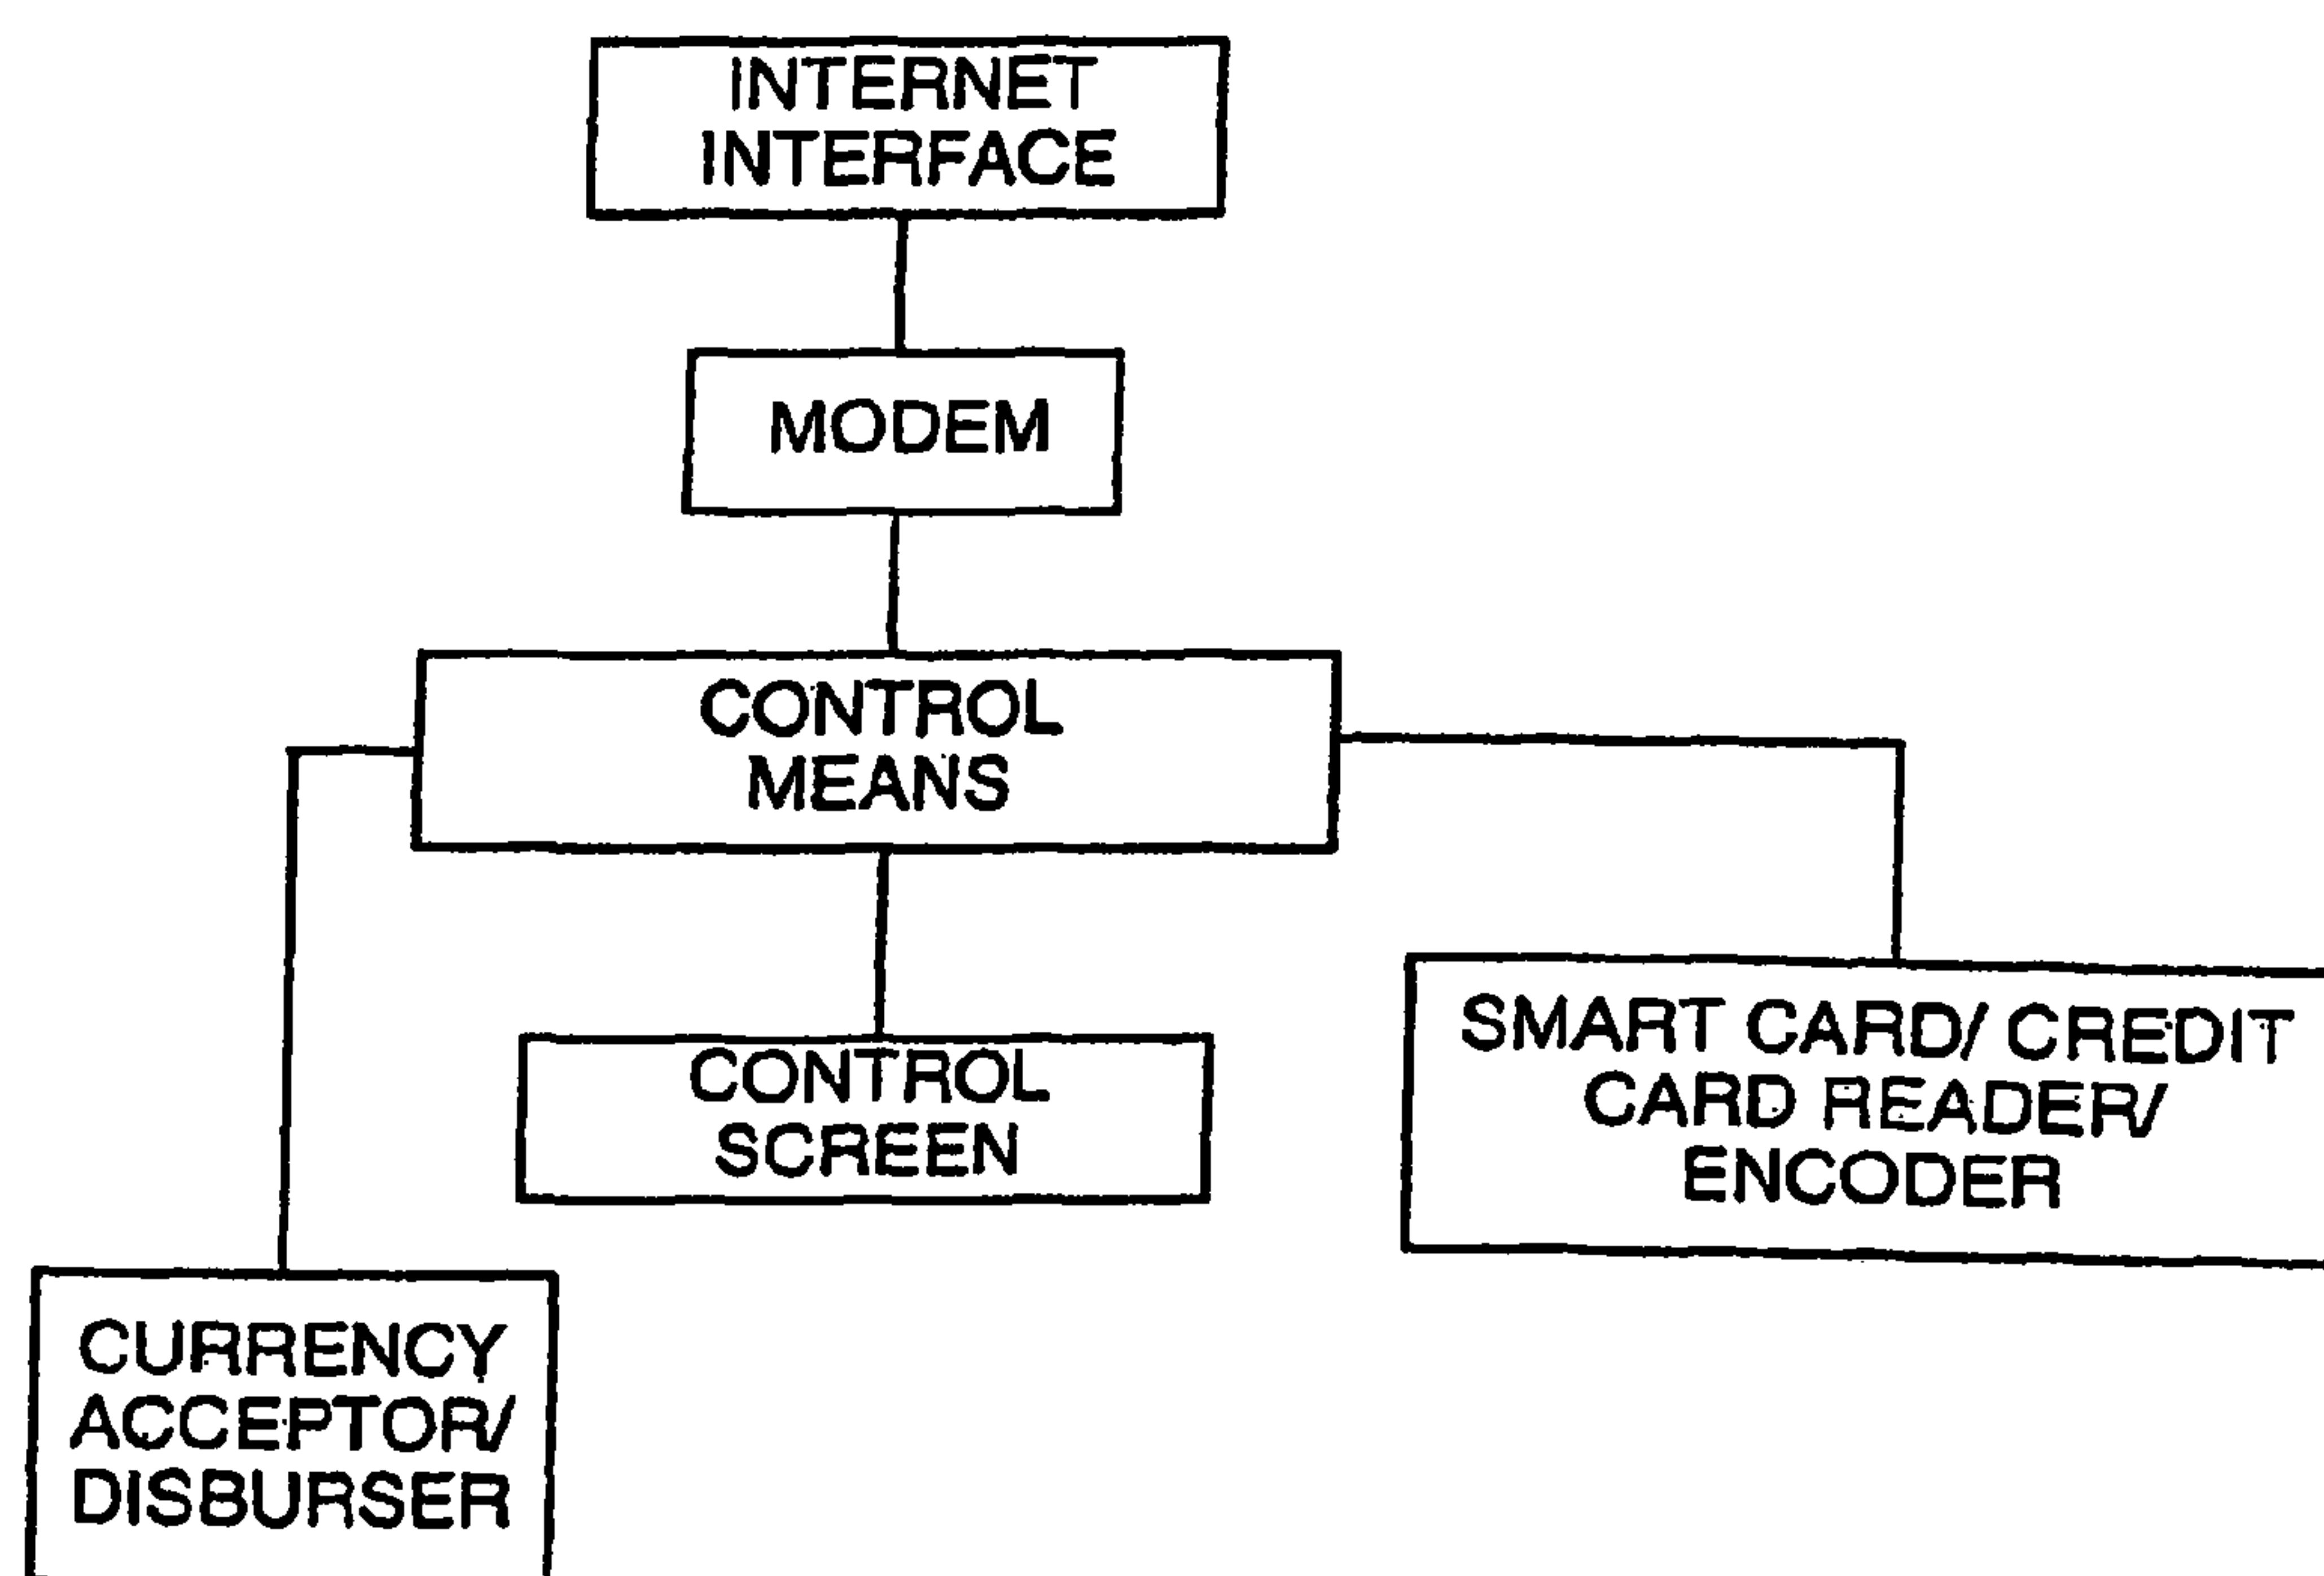 INTERNET
INTERFACE
MODEM
CONTROL
MEANS
CONTROL
SCREEN
SMART CARD/ CREDIT
CARD READER/
ENCODER
CURRENCY
ACCEPTOR/
DISBURSER